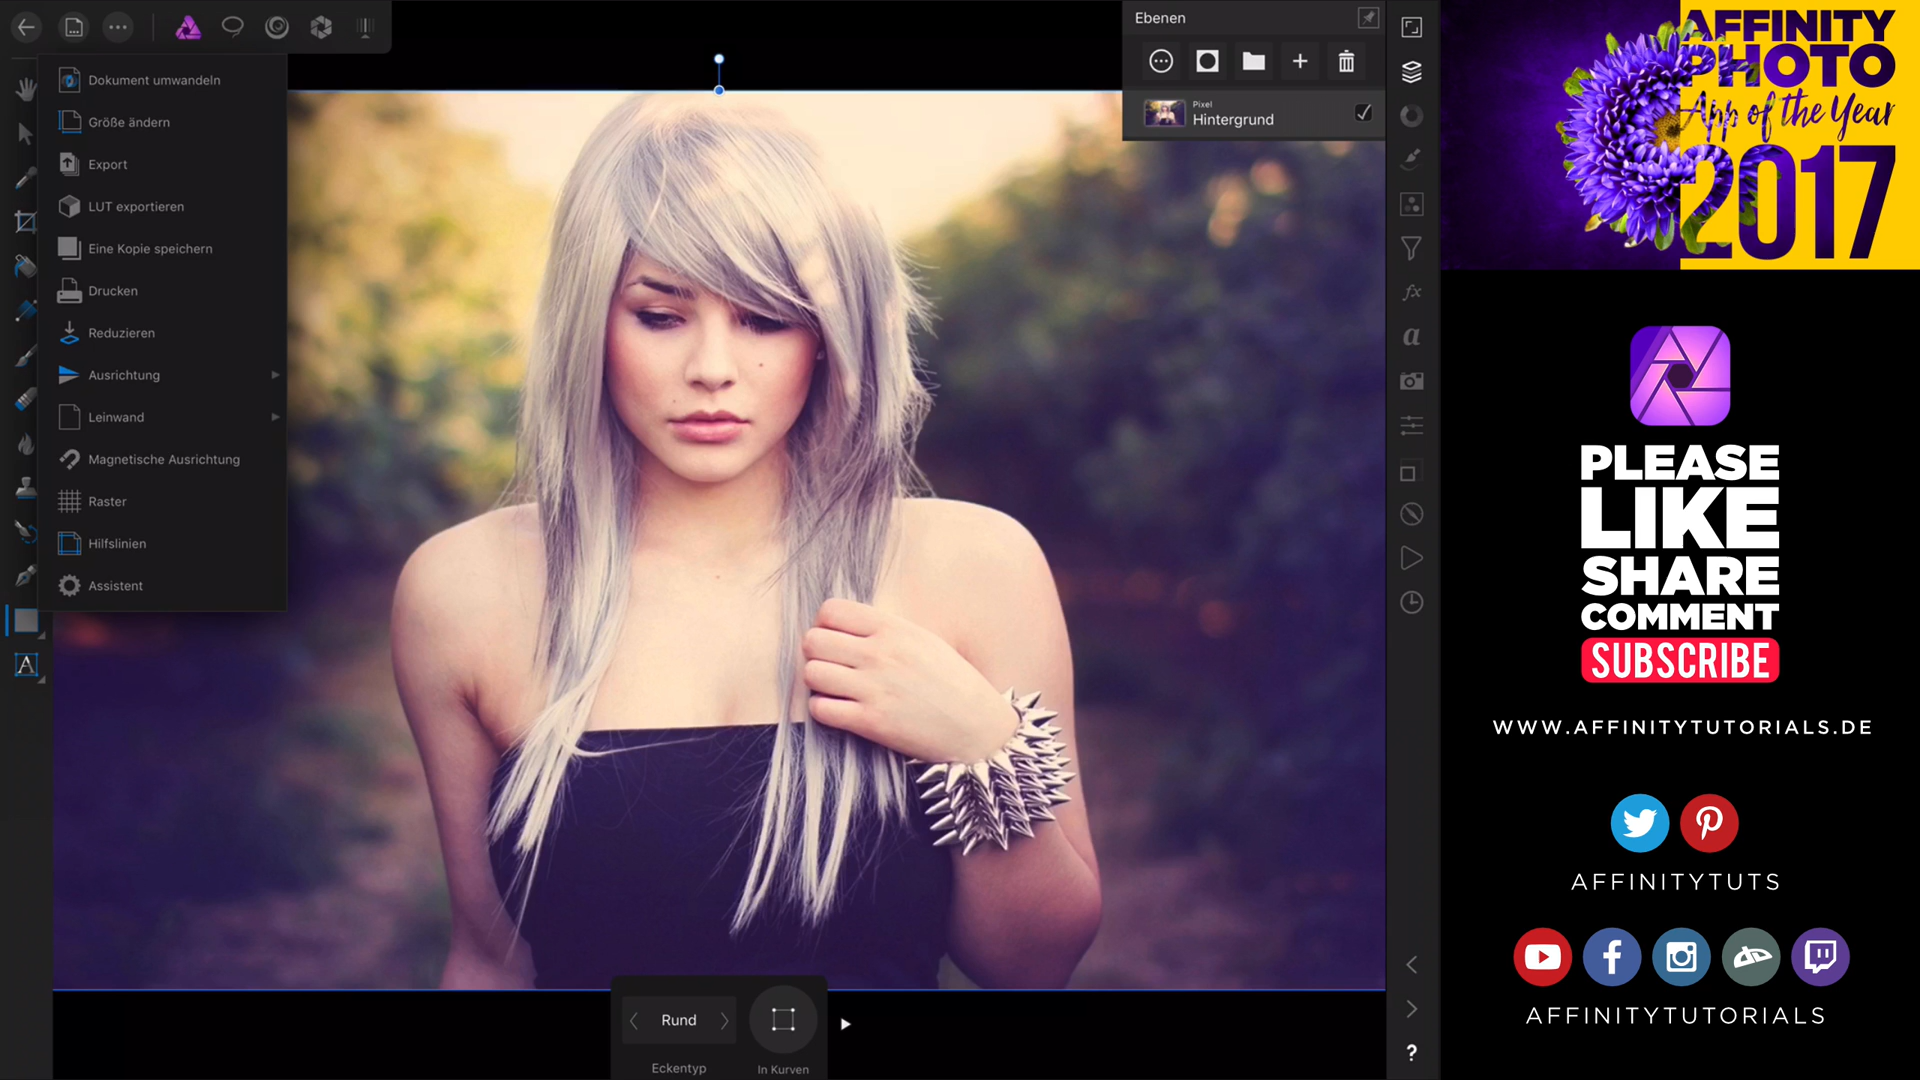 Dokument umwandeln
Größe ändern
Export
LUT exportieren
Eine Kopie speichern
Drucken
Reduzieren
Ausrichtung
Leinwand
Magnetische Ausrichtung
Raster
Hilfslinien
Assistent
A
Rund
Eckentyp
In Kurven
Ebenen
Pixel
Hintergrund
fx
a
?
AFFINITY
PHOTO
App of the Year
2017
PLEASE
LIKE
SHARE
COMMENT
SUBSCRIBE
WWW.AFFINITYTUTORIALS.DE
AFFINITYTUTS
AFFINITYTUTORIALS